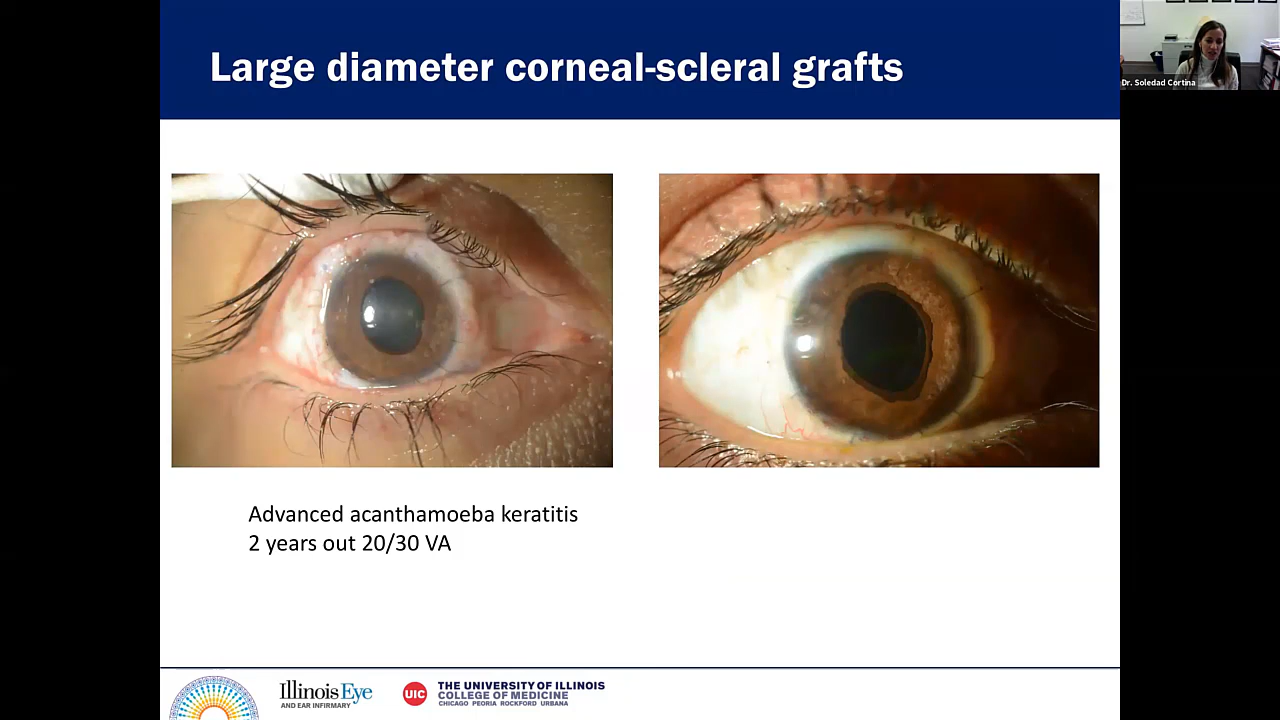 Large diameter corneal-scleral grafts
Dr. Soledad Cortina
Advanced acanthamoeba keratitis
2 years out 20/30 VA
Illinois Eye
AND EAR INFIRMARY
UIC
THE UNIVERSITY OF ILLINOIS
COLLEGE OF MEDICINE
CHICAGO PEORIA ROCKFORD URBANA